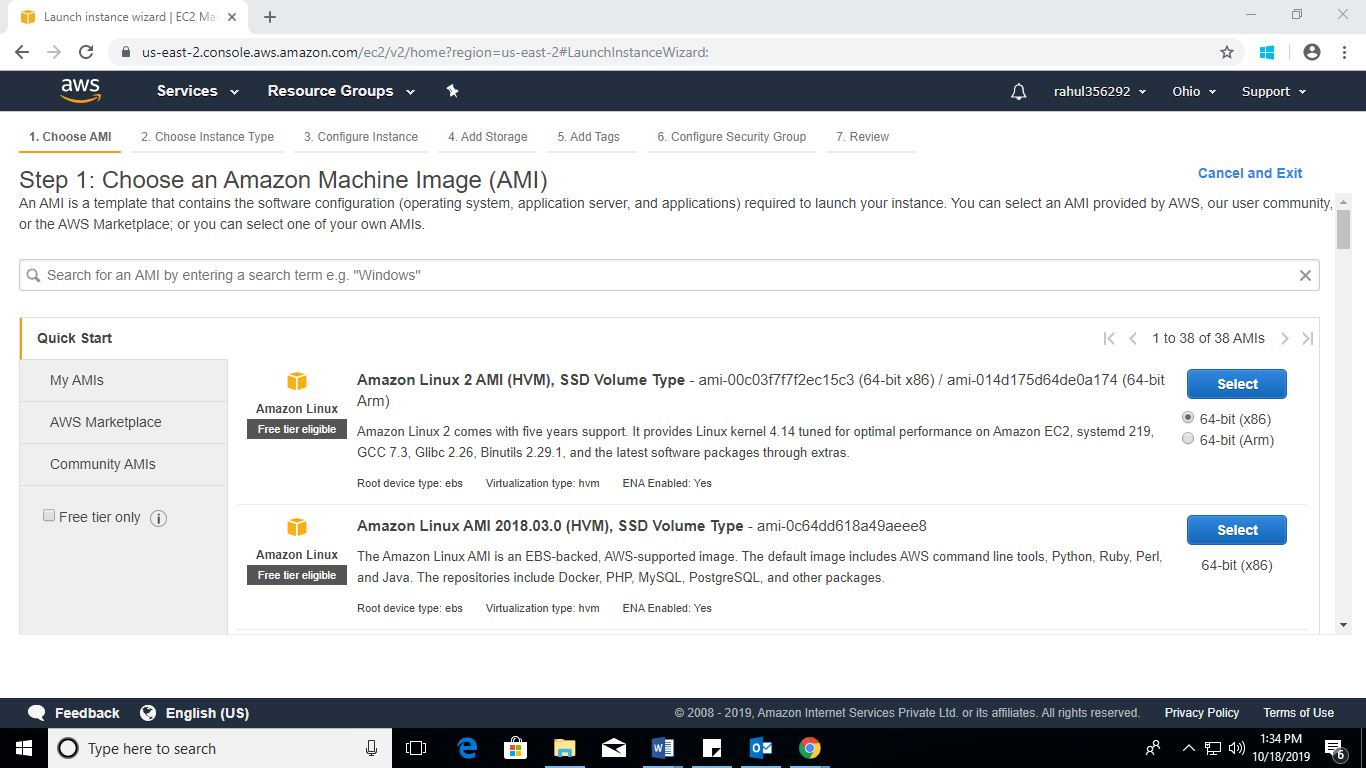 Launch instance wizard | EC2 Ma
us-east-2.console.aws.amazon.com/ec2/v2/home?region=us-east-2#LaunchInstanceWizard:
aws Services Resource Groups rahul356292 Ohio Support
1. Choose AMI 2. Choose Instance Type 3. Configure Instance 4. Add Storage 5. Add Tags 6. Configure Security Group 7. Review
Step 1: Choose an Amazon Machine Image (AMI)
Cancel and Exit
An AMI is a template that contains the software configuration (operating system, application server, and applications) required to launch your instance. You can select an AMI provided by AWS, our user community,
or the AWS Marketplace; or you can select one of your own AMIs.
Search for an AMI by entering a search term e.g. "Windows"
Quick Start
1 to 38 of 38 AMIs
My AMIs
AWS Marketplace
Community AMIs
Free tier only
Amazon Linux
Free tier eligible
Amazon Linux 2 AMI (HVM), SSD Volume Type - ami-00c03f7f7f2ec15c3 (64-bit x86) / ami-014d175d64de0a174 (64-bit
Arm)
Amazon Linux 2 comes with five years support. It provides Linux kernel 4.14 tuned for optimal performance on Amazon EC2, systemd 219,
GCC 7.3, Glibc 2.26, Binutils 2.29.1, and the latest software packages through extras.
Root device type: ebs Virtualization type: hvm ENA Enabled: Yes
Select
64-bit (x86)
64-bit (Arm)
Amazon Linux
Free tier eligible
Amazon Linux AMI 2018.03.0 (HVM), SSD Volume Type - ami-0c64dd618a49aeee8
The Amazon Linux AMI is an EBS-backed, AWS-supported image. The default image includes AWS command line tools, Python, Ruby, Perl,
and Java. The repositories include Docker, PHP, MySQL, PostgreSQL, and other packages.
Root device type: ebs Virtualization type: hvm ENA Enabled: Yes
Select
64-bit (x86)
Feedback English (US) © 2008 - 2019, Amazon Internet Services Private Ltd. or its affiliates. All rights reserved. Privacy Policy Terms of Use
Type here to search
1:34 PM
10/18/2019
6